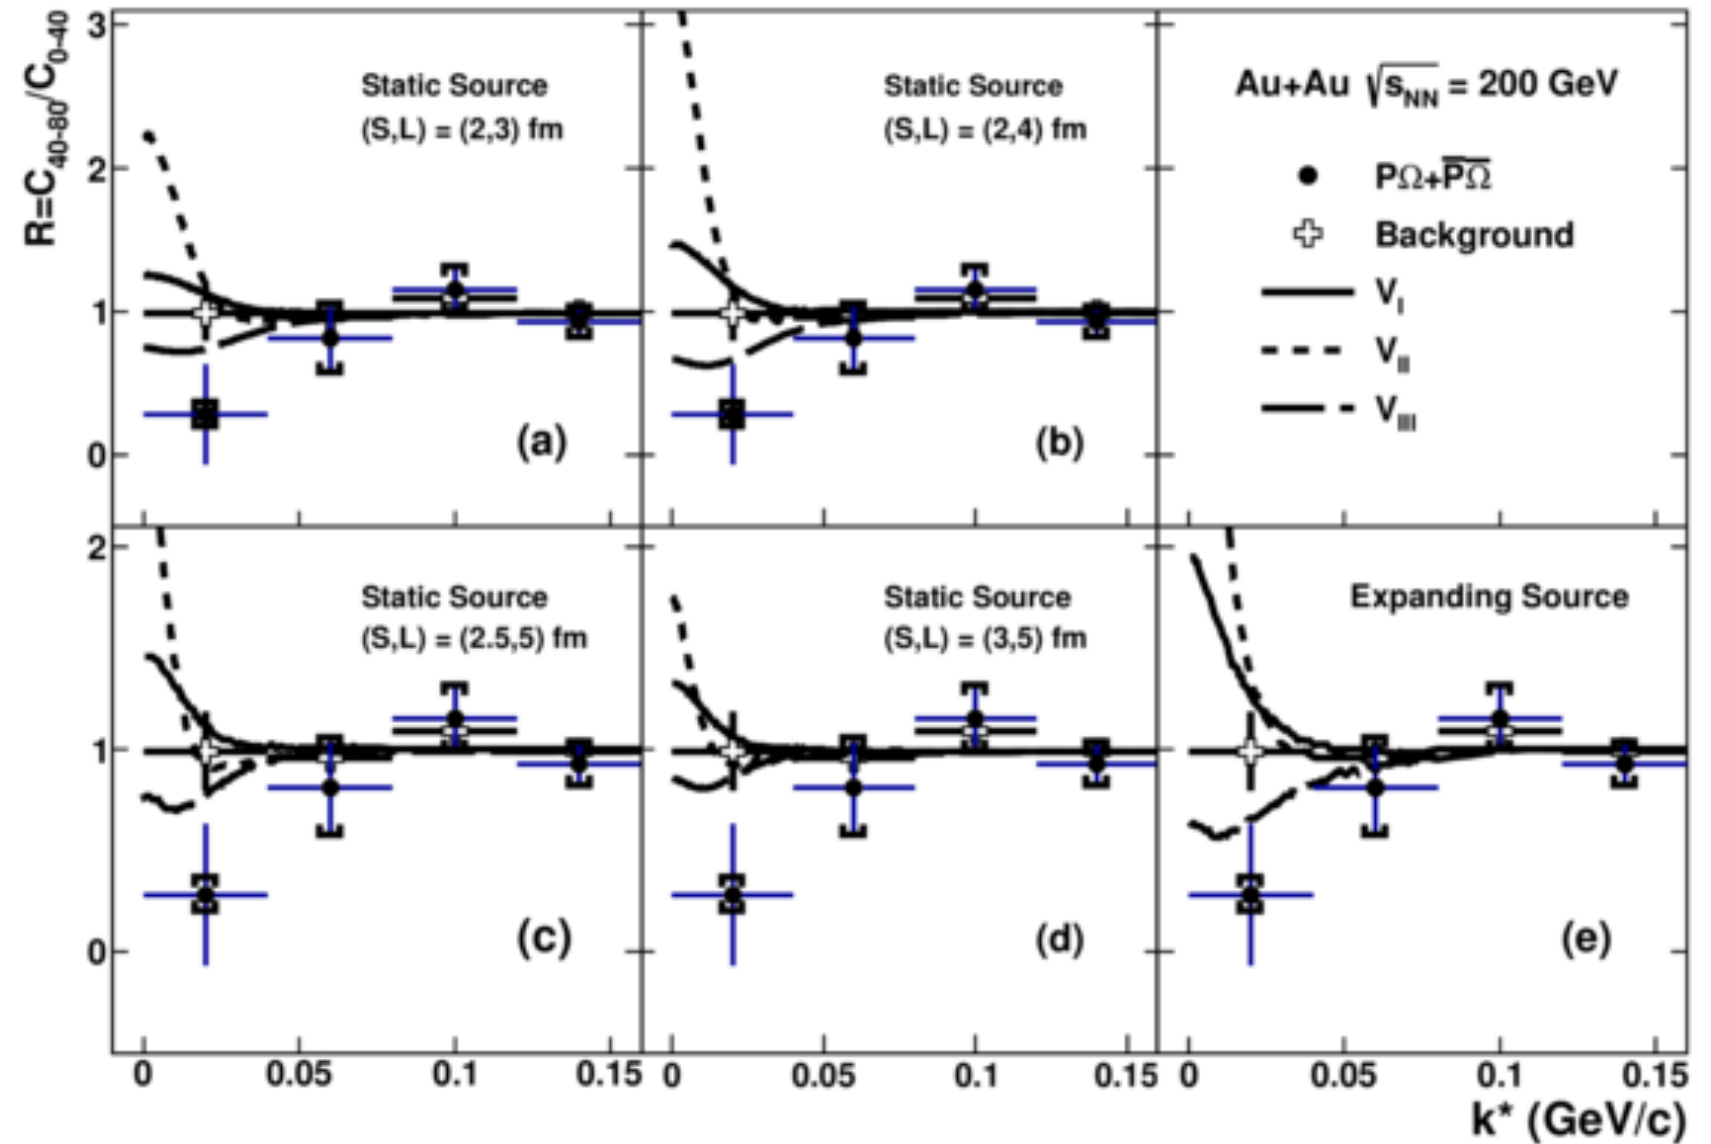 R=C40-80/C0-40
3
2
1
0
Static Source
(S,L) = (2,3) fm
(a)
Static Source
(S,L) = (2,4) fm
(b)
Au+Au √sNN = 200 GeV
PΩ+P̅Ω̅
Background
VI
VII
VIII
2
1
0
Static Source
(S,L) = (2.5,5) fm
(c)
Static Source
(S,L) = (3,5) fm
(d)
Expanding Source
(e)
0 0.05 0.1 0.15 0 0.05 0.1 0.15 0 0.05 0.1 0.15
k* (GeV/c)